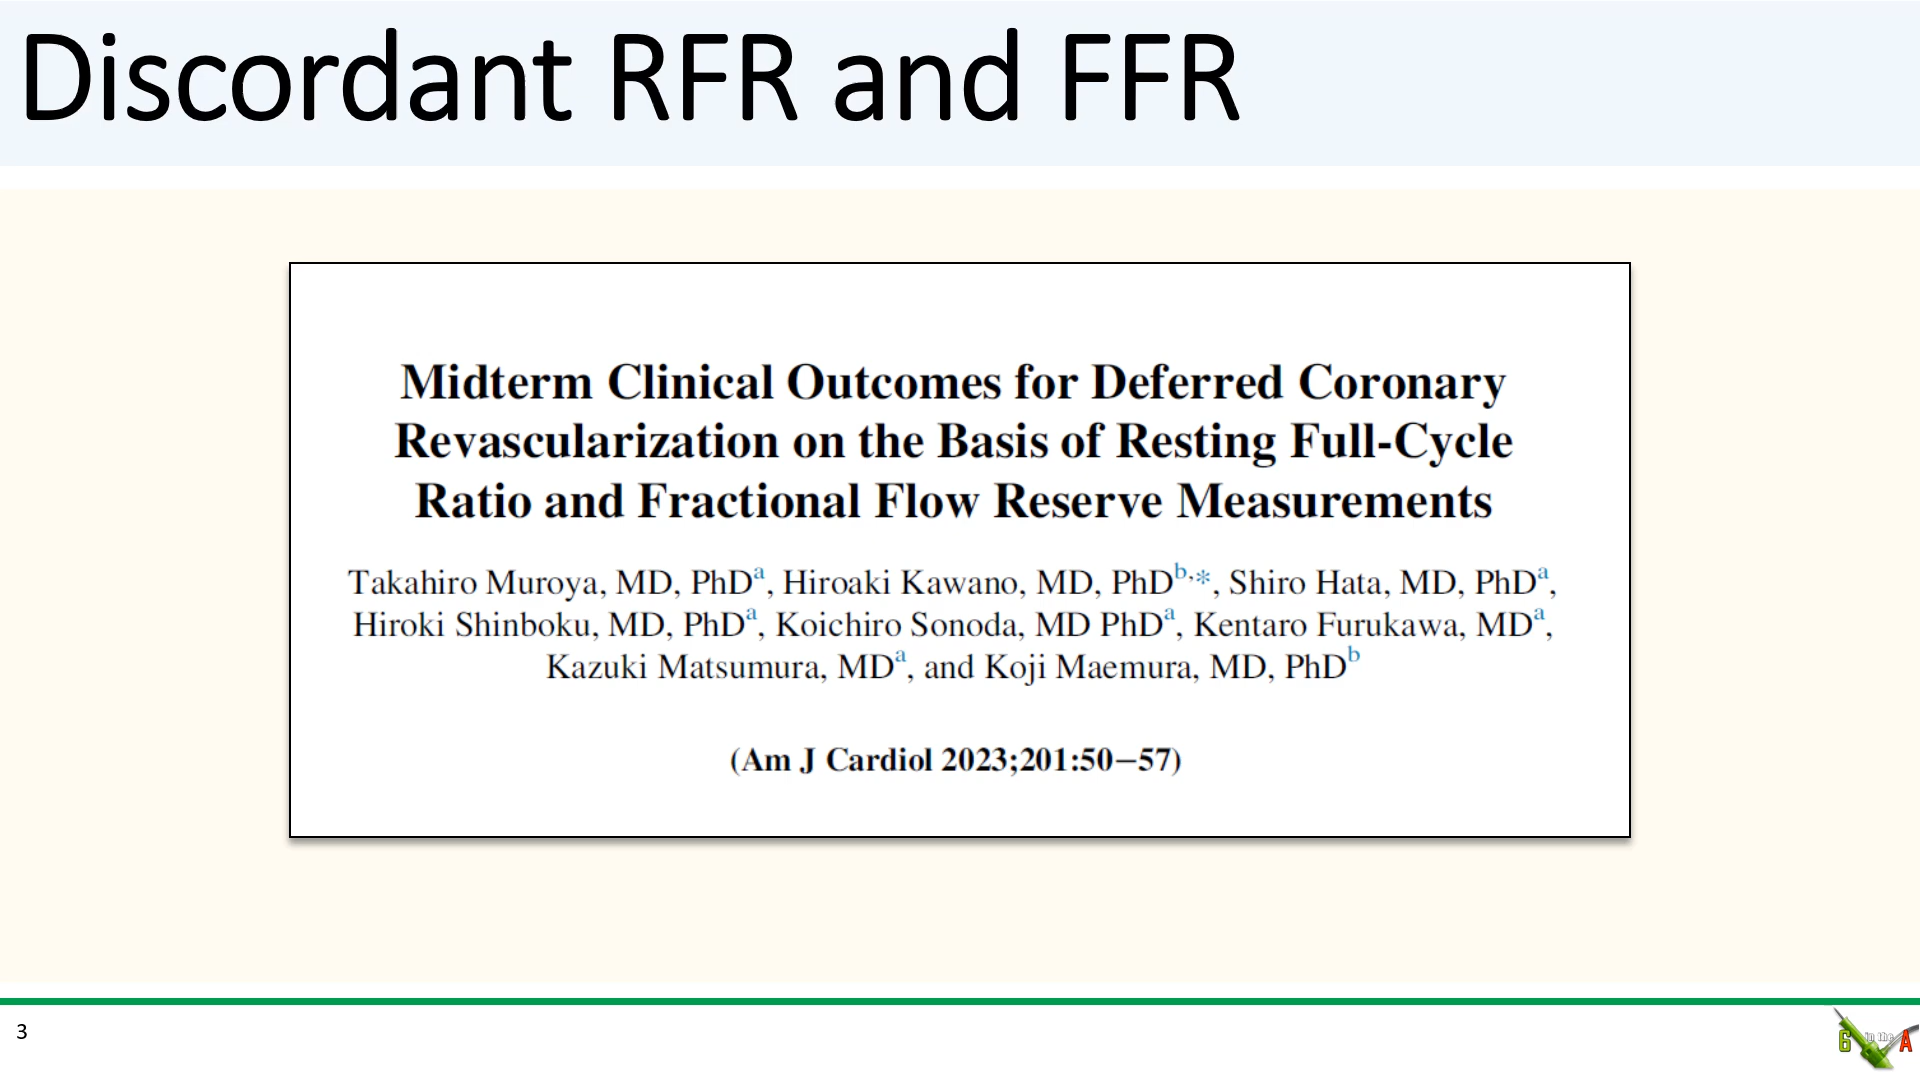 Discordant RFR and FFR
Midterm Clinical Outcomes for Deferred Coronary
Revascularization on the Basis of Resting Full-Cycle
Ratio and Fractional Flow Reserve Measurements
Takahiro Muroya, MD, PhDᵃ, Hiroaki Kawano, MD, PhDᵇ,*, Shiro Hata, MD, PhDᵃ,
Hiroki Shinboku, MD, PhDᵃ, Koichiro Sonoda, MD PhDᵃ, Kentaro Furukawa, MDᵃ,
Kazuki Matsumura, MDᵃ, and Koji Maemura, MD, PhDᵇ
(Am J Cardiol 2023;201:50−57)
3
6 in the A